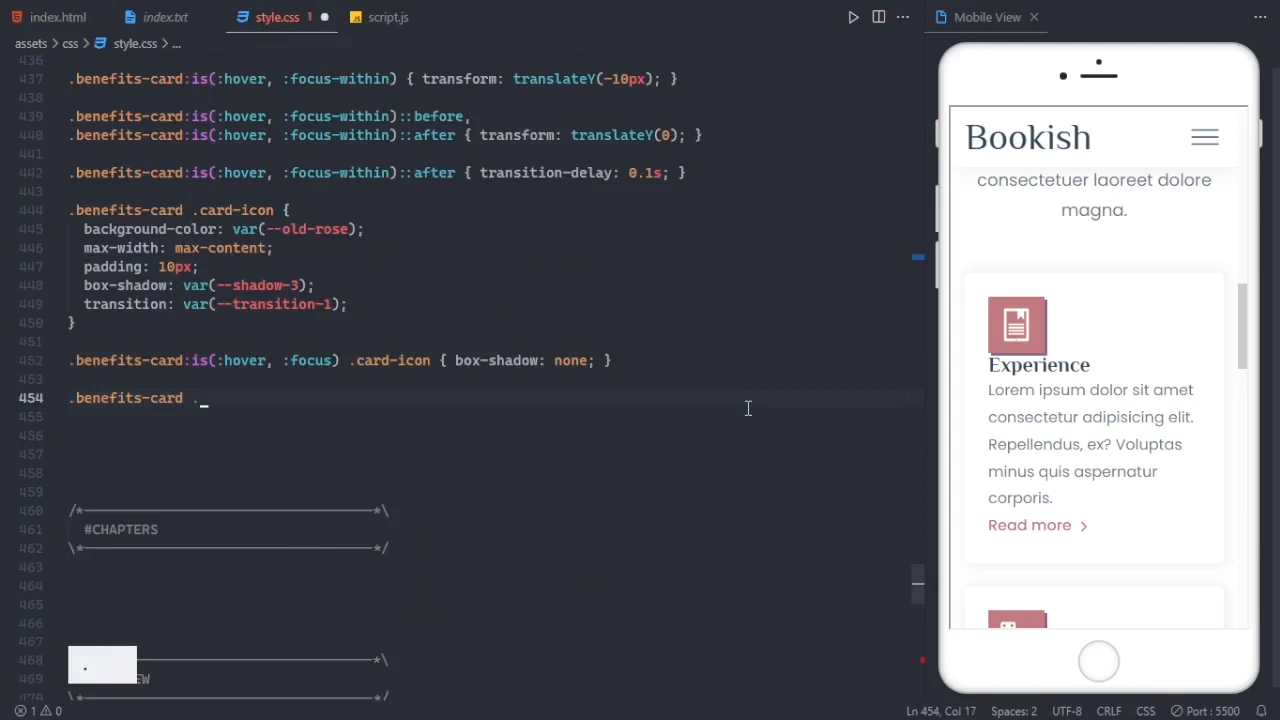 index.html index.txt style.css 1 script.js Mobile View
assets > css > style.css > ...
436
437 .benefits-card:is(:hover, :focus-within) { transform: translateY(-10px); }
438
439 .benefits-card:is(:hover, :focus-within)::before,
440 .benefits-card:is(:hover, :focus-within)::after { transform: translateY(0); }
441
442 .benefits-card:is(:hover, :focus-within)::after { transition-delay: 0.1s; }
443
444 .benefits-card .card-icon {
445 background-color: var(--old-rose);
446 max-width: max-content;
447 padding: 10px;
448 box-shadow: var(--shadow-3);
449 transition: var(--transition-1);
450 }
451
452 .benefits-card:is(:hover, :focus) .card-icon { box-shadow: none; }
453
454 .benefits-card .
455
456
457
458
459
460 /*-----------------------------------*\
461 #CHAPTERS
462 \*-----------------------------------*/
463
464
465
466
467
468 -----------------------------------*\
469 EW
470 \*-----------------------------------*/
.
Bookish
consectetuer laoreet dolore
magna.
Experience
Lorem ipsum dolor sit amet
consectetur adipisicing elit.
Repellendus, ex? Voluptas
minus quis aspernatur
corporis.
Read more >
1 0 Ln 454, Col 17 Spaces: 2 UTF-8 CRLF CSS Port : 5500